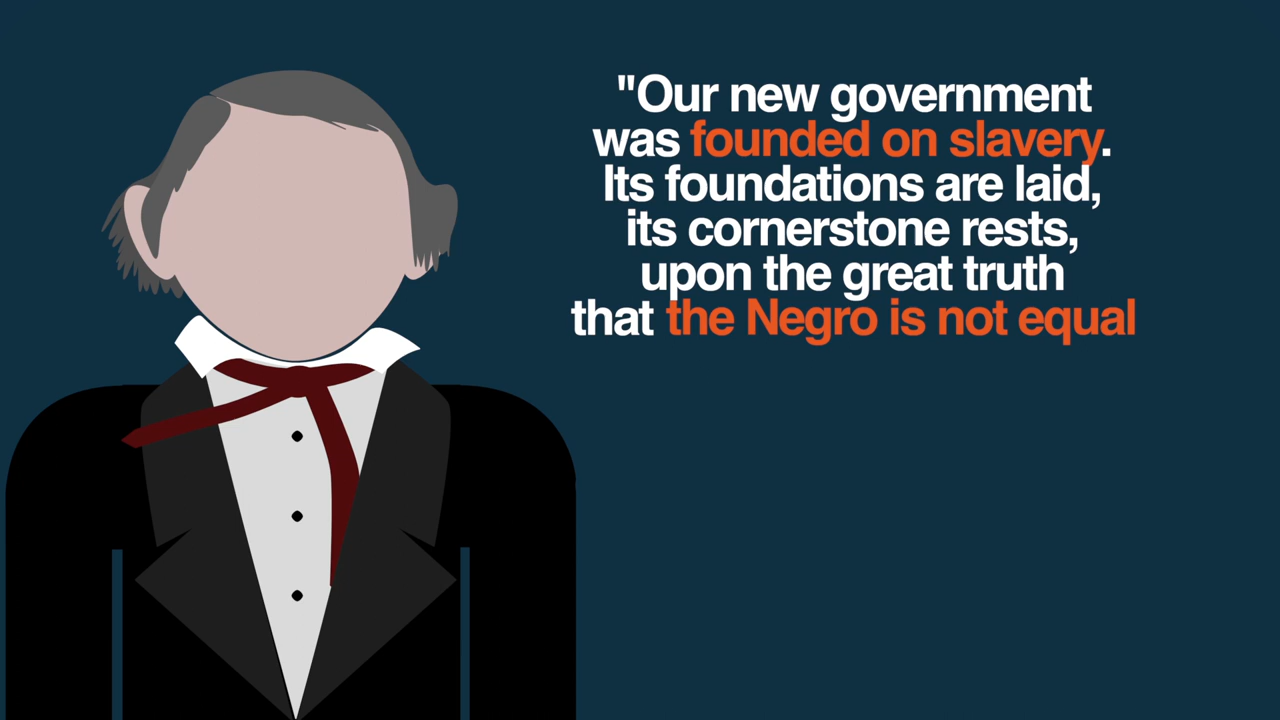 "Our new government
was founded on slavery.
Its foundations are laid,
its cornerstone rests,
upon the great truth
that the Negro is not equal